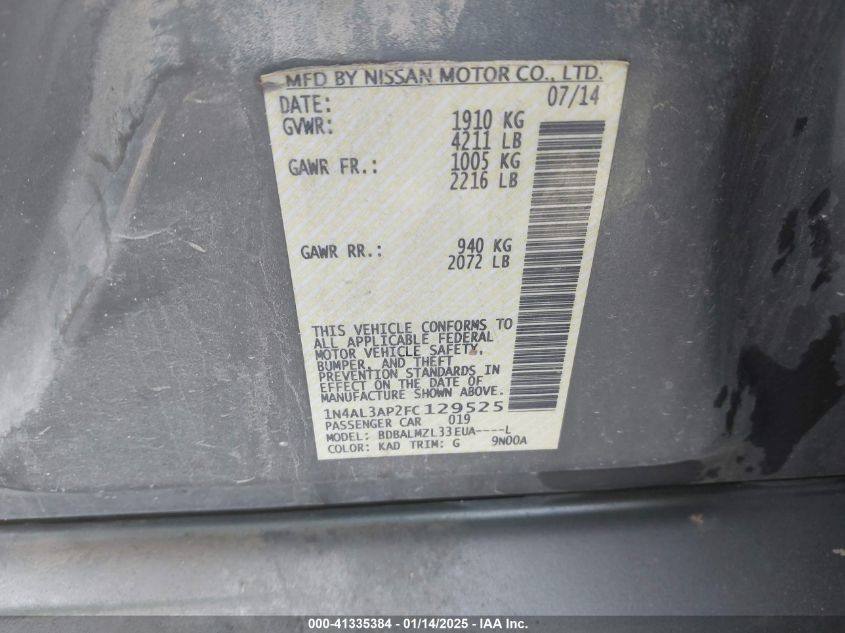 MFD BY NISSAN MOTOR CO., LTD.
DATE: 07/14
GVWR: 1910 KG
4211 LB
GAWR FR.: 1005 KG
2216 LB
GAWR RR.: 940 KG
2072 LB
THIS VEHICLE CONFORMS TO
ALL APPLICABLE FEDERAL
MOTOR VEHICLE SAFETY,
BUMPER, AND THEFT
PREVENTION STANDARDS IN
EFFECT ON THE DATE OF
MANUFACTURE SHOWN ABOVE.
1N4AL3AP2FC129525
PASSENGER CAR 019
MODEL: BDBALMZL33EUA----L
COLOR: KAD TRIM: G 9N00A
000-41335384 - 01/14/2025 - IAA Inc.